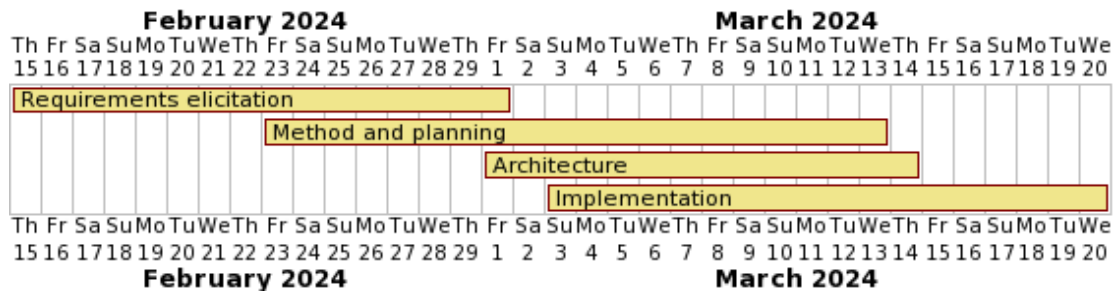 February 2024 March 2024
Th Fr Sa Su Mo Tu We Th Fr Sa Su Mo Tu We Th Fr Sa Su Mo Tu We Th Fr Sa Su Mo Tu We Th Fr Sa Su Mo Tu We
15 16 17 18 19 20 21 22 23 24 25 26 27 28 29 1 2 3 4 5 6 7 8 9 10 11 12 13 14 15 16 17 18 19 20
Requirements elicitation
Method and planning
Architecture
Implementation
Th Fr Sa Su Mo Tu We Th Fr Sa Su Mo Tu We Th Fr Sa Su Mo Tu We Th Fr Sa Su Mo Tu We Th Fr Sa Su Mo Tu We
15 16 17 18 19 20 21 22 23 24 25 26 27 28 29 1 2 3 4 5 6 7 8 9 10 11 12 13 14 15 16 17 18 19 20
February 2024 March 2024